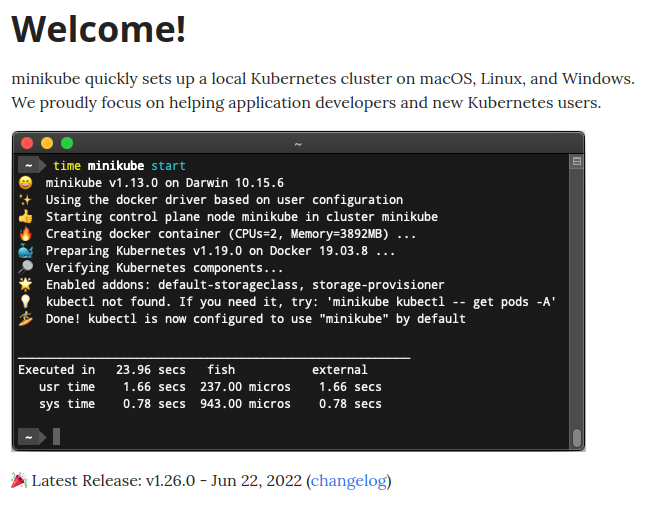 Welcome!
minikube quickly sets up a local Kubernetes cluster on macOS, Linux, and Windows.
We proudly focus on helping application developers and new Kubernetes users.
~
~ time minikube start
😄 minikube v1.13.0 on Darwin 10.15.6
✨ Using the docker driver based on user configuration
👍 Starting control plane node minikube in cluster minikube
🔥 Creating docker container (CPUs=2, Memory=3892MB) ...
🐳 Preparing Kubernetes v1.19.0 on Docker 19.03.8 ...
🔎 Verifying Kubernetes components...
🌟 Enabled addons: default-storageclass, storage-provisioner
💡 kubectl not found. If you need it, try: 'minikube kubectl -- get pods -A'
🏄 Done! kubectl is now configured to use "minikube" by default
Executed in 23.96 secs fish external
usr time 1.66 secs 237.00 micros 1.66 secs
sys time 0.78 secs 943.00 micros 0.78 secs
~
🎉 Latest Release: v1.26.0 - Jun 22, 2022 (changelog)